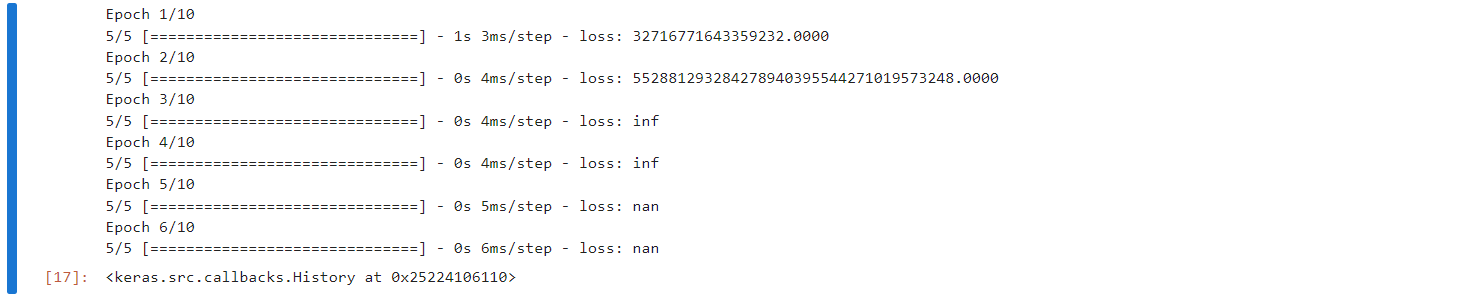 Epoch 1/10
5/5 [==============================] - 1s 3ms/step - loss: 32716771643359232.0000
Epoch 2/10
5/5 [==============================] - 0s 4ms/step - loss: 55288129328427894039554427101957​3248.0000
Epoch 3/10
5/5 [==============================] - 0s 4ms/step - loss: inf
Epoch 4/10
5/5 [==============================] - 0s 4ms/step - loss: inf
Epoch 5/10
5/5 [==============================] - 0s 5ms/step - loss: nan
Epoch 6/10
5/5 [==============================] - 0s 6ms/step - loss: nan
[17]: <keras.src.callbacks.History at 0x25224106110>